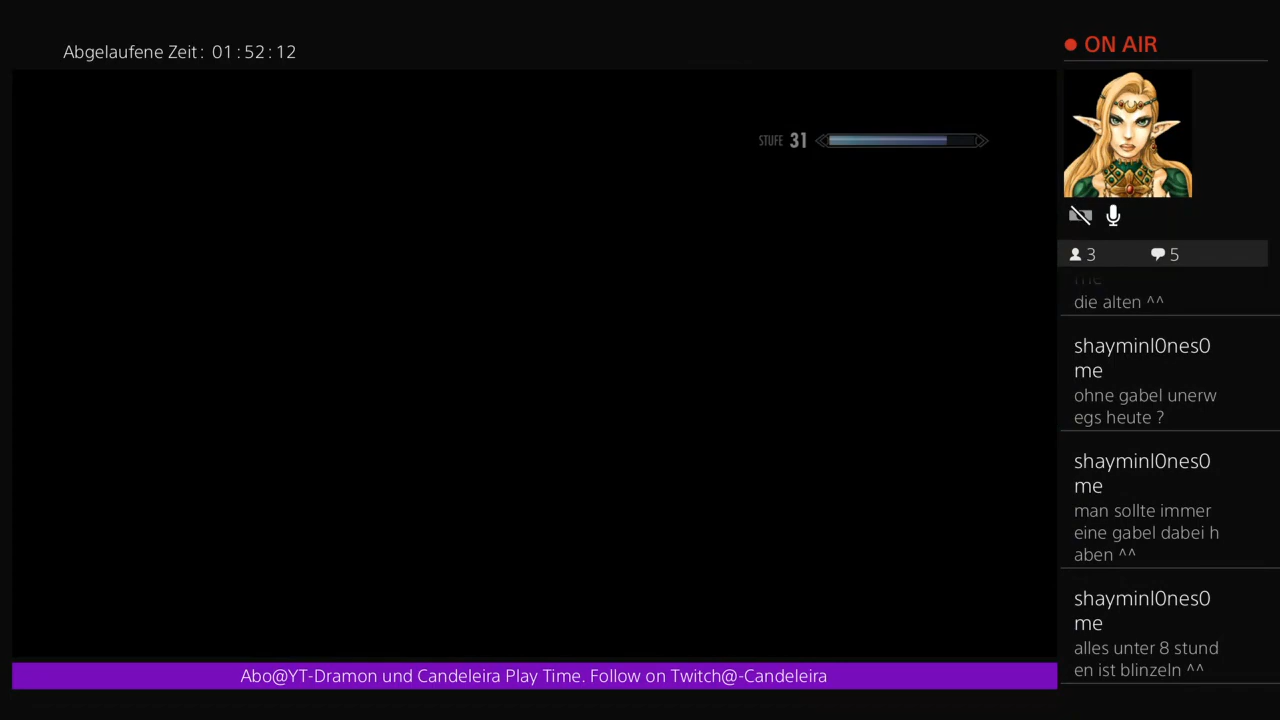 Abgelaufene Zeit: 01:52:12
ON AIR
STUFE 31
3 5
die alten ^^
shayminl0nes0
me
ohne gabel unerw
egs heute ?
shayminl0nes0
me
man sollte immer
eine gabel dabei h
aben ^^
shayminl0nes0
me
alles unter 8 stund
en ist blinzeln ^^
Abo@YT-Dramon und Candeleira Play Time. Follow on Twitch@-Candeleira